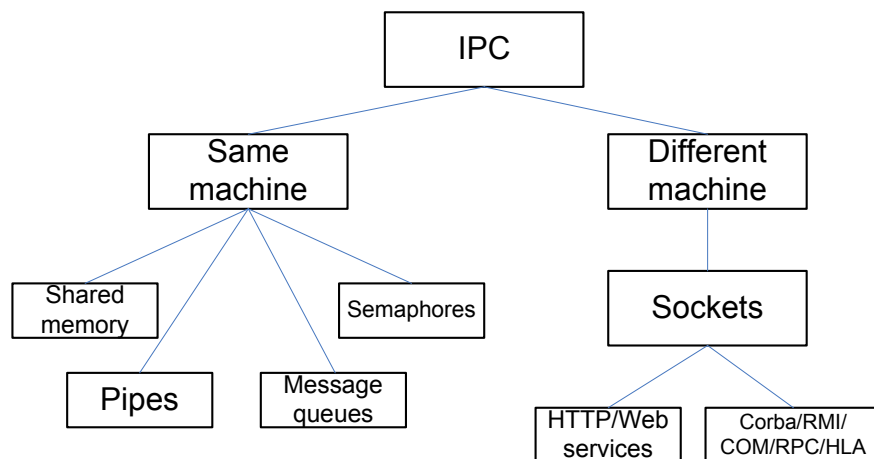 IPC
Same
machine
Different
machine
Shared
memory
Semaphores
Sockets
Pipes
Message
queues
HTTP/Web
services
Corba/RMI/
COM/RPC/HLA